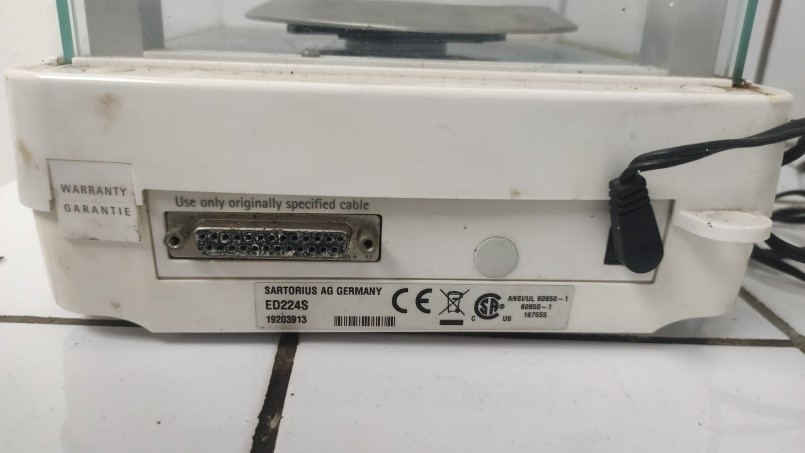 WARRANTY
GARANTIE
Use only originally specified cable
SARTORIUS AG GERMANY
ED224S
19203913
CE
C SA ® US
ANSI/UL 60950-1
60950-1
167555